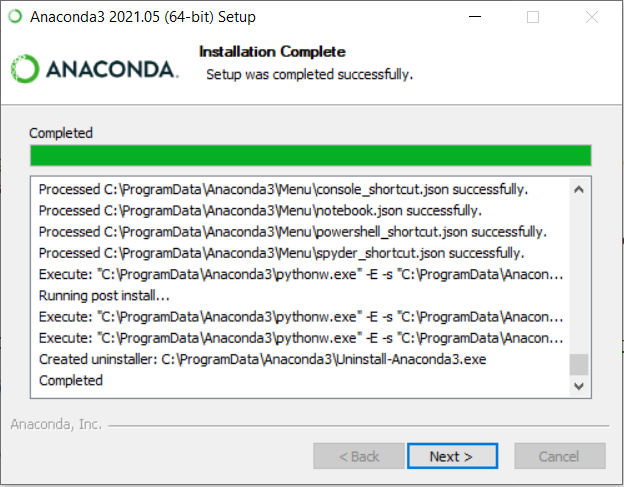 Anaconda3 2021.05 (64-bit) Setup
ANACONDA.
Installation Complete
Setup was completed successfully.
Completed
Processed C:\ProgramData\Anaconda3\Menu\console_shortcut.json successfully.
Processed C:\ProgramData\Anaconda3\Menu\notebook.json successfully.
Processed C:\ProgramData\Anaconda3\Menu\powershell_shortcut.json successfully.
Processed C:\ProgramData\Anaconda3\Menu\spyder_shortcut.json successfully.
Execute: "C:\ProgramData\Anaconda3\pythonw.exe" -E -s "C:\ProgramData\Anacon...
Running post install...
Execute: "C:\ProgramData\Anaconda3\pythonw.exe" -E -s "C:\ProgramData\Anacon...
Execute: "C:\ProgramData\Anaconda3\pythonw.exe" -E -s "C:\ProgramData\Anacon...
Created uninstaller: C:\ProgramData\Anaconda3\Uninstall-Anaconda3.exe
Completed
Anaconda, Inc.
< Back Next > Cancel